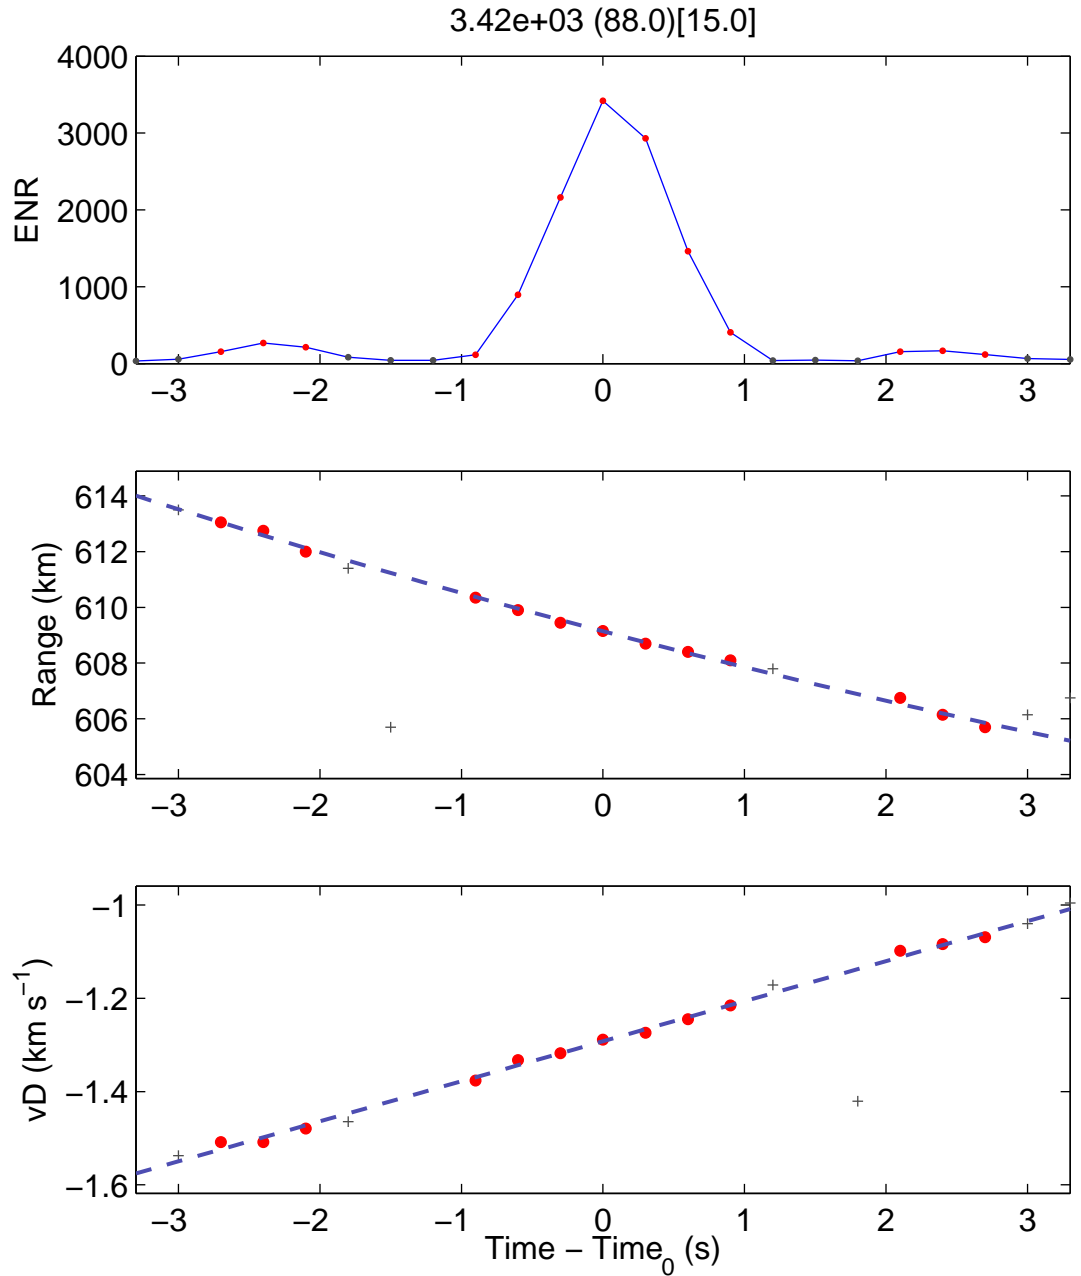 3.42e+03 (88.0)[15.0]
4000
3000
2000
1000
0
ENR
−3 −2 −1 0 1 2 3
614
612
610
608
606
604
Range (km)
−3 −2 −1 0 1 2 3
−1
−1.2
−1.4
−1.6
vD (km s⁻¹)
−3 −2 −1 0 1 2 3
Time − Time₀ (s)